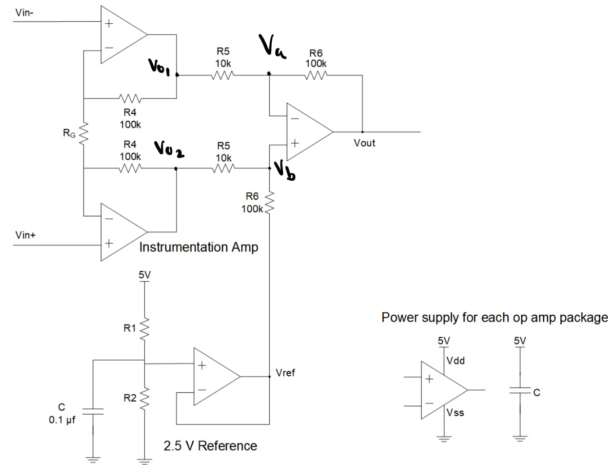 Vin-
+
−
Vo1
R5
10k
Va
R6
100k
R4
100k
RG
R4
100k
Vo2
R5
10k
−
+
Vout
Vb
R6
100k
−
+
Vin+
Instrumentation Amp
5V
R1
+
−
Vref
R2
C
0.1 µf
2.5 V Reference
Power supply for each op amp package
5V
5V
Vdd
+
−
C
Vss